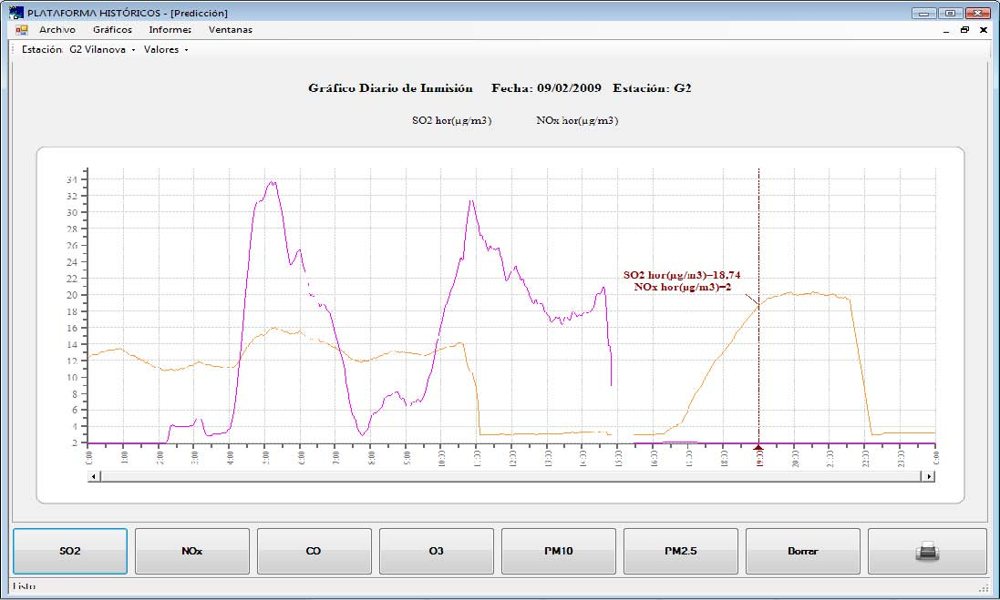 PLATAFORMA HISTÓRICOS - [Predicción]
Archivo Gráficos Informes Ventanas
Estación: G2 Vilanova Valores
Gráfico Diario de Inmisión Fecha: 09/02/2009 Estación: G2
SO2 hor(µg/m3) NOx hor(µg/m3)
34
32
30
28
26
24
22
20
18
16
14
12
10
8
6
4
2
SO2 hor(µg/m3)=18,74
NOx hor(µg/m3)=2
0:00 1:00 2:00 3:00 4:00 5:00 6:00 7:00 8:00 9:00 10:00 11:00 12:00 13:00 14:00 15:00 16:00 17:00 18:00 19:00 20:00 21:00 22:00 23:00 0:00
SO2 NOx CO O3 PM10 PM2.5 Borrar
Listo